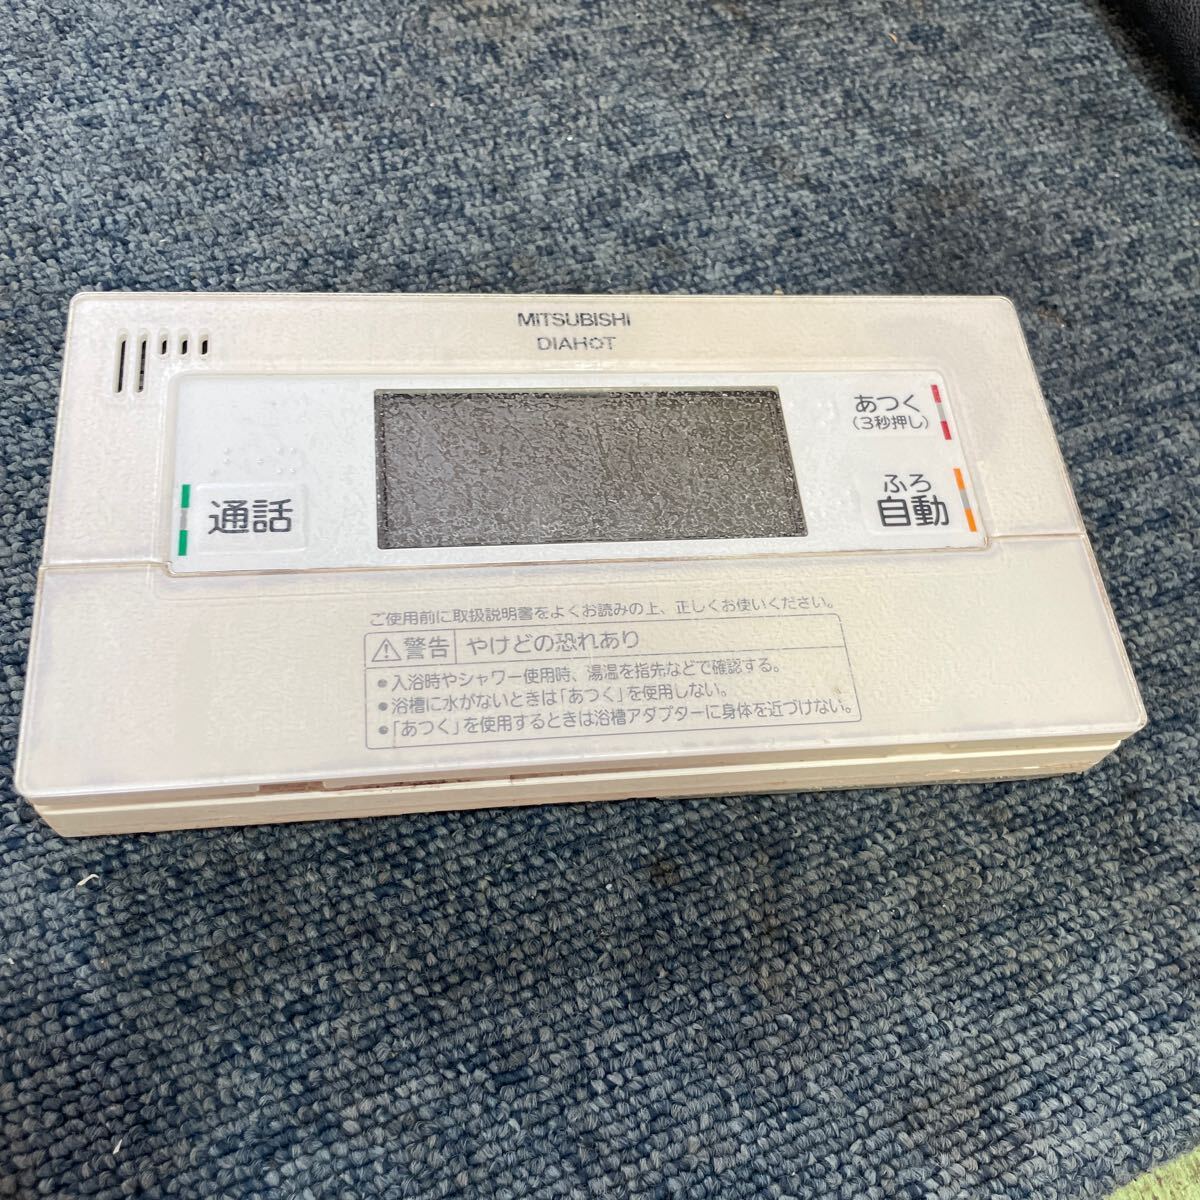 MITSUBISHI
DIAHOT
あつく
(3秒押し)
ふろ
自動
通話
ご使用前に取扱説明書をよくお読みの上、正しくお使いください。
⚠警告 やけどの恐れあり
●入浴時やシャワー使用時、湯温を指先などで確認する。
●浴槽に水がないときは「あつく」を使用しない。
●「あつく」を使用するときは浴槽アダプターに身体を近づけない。